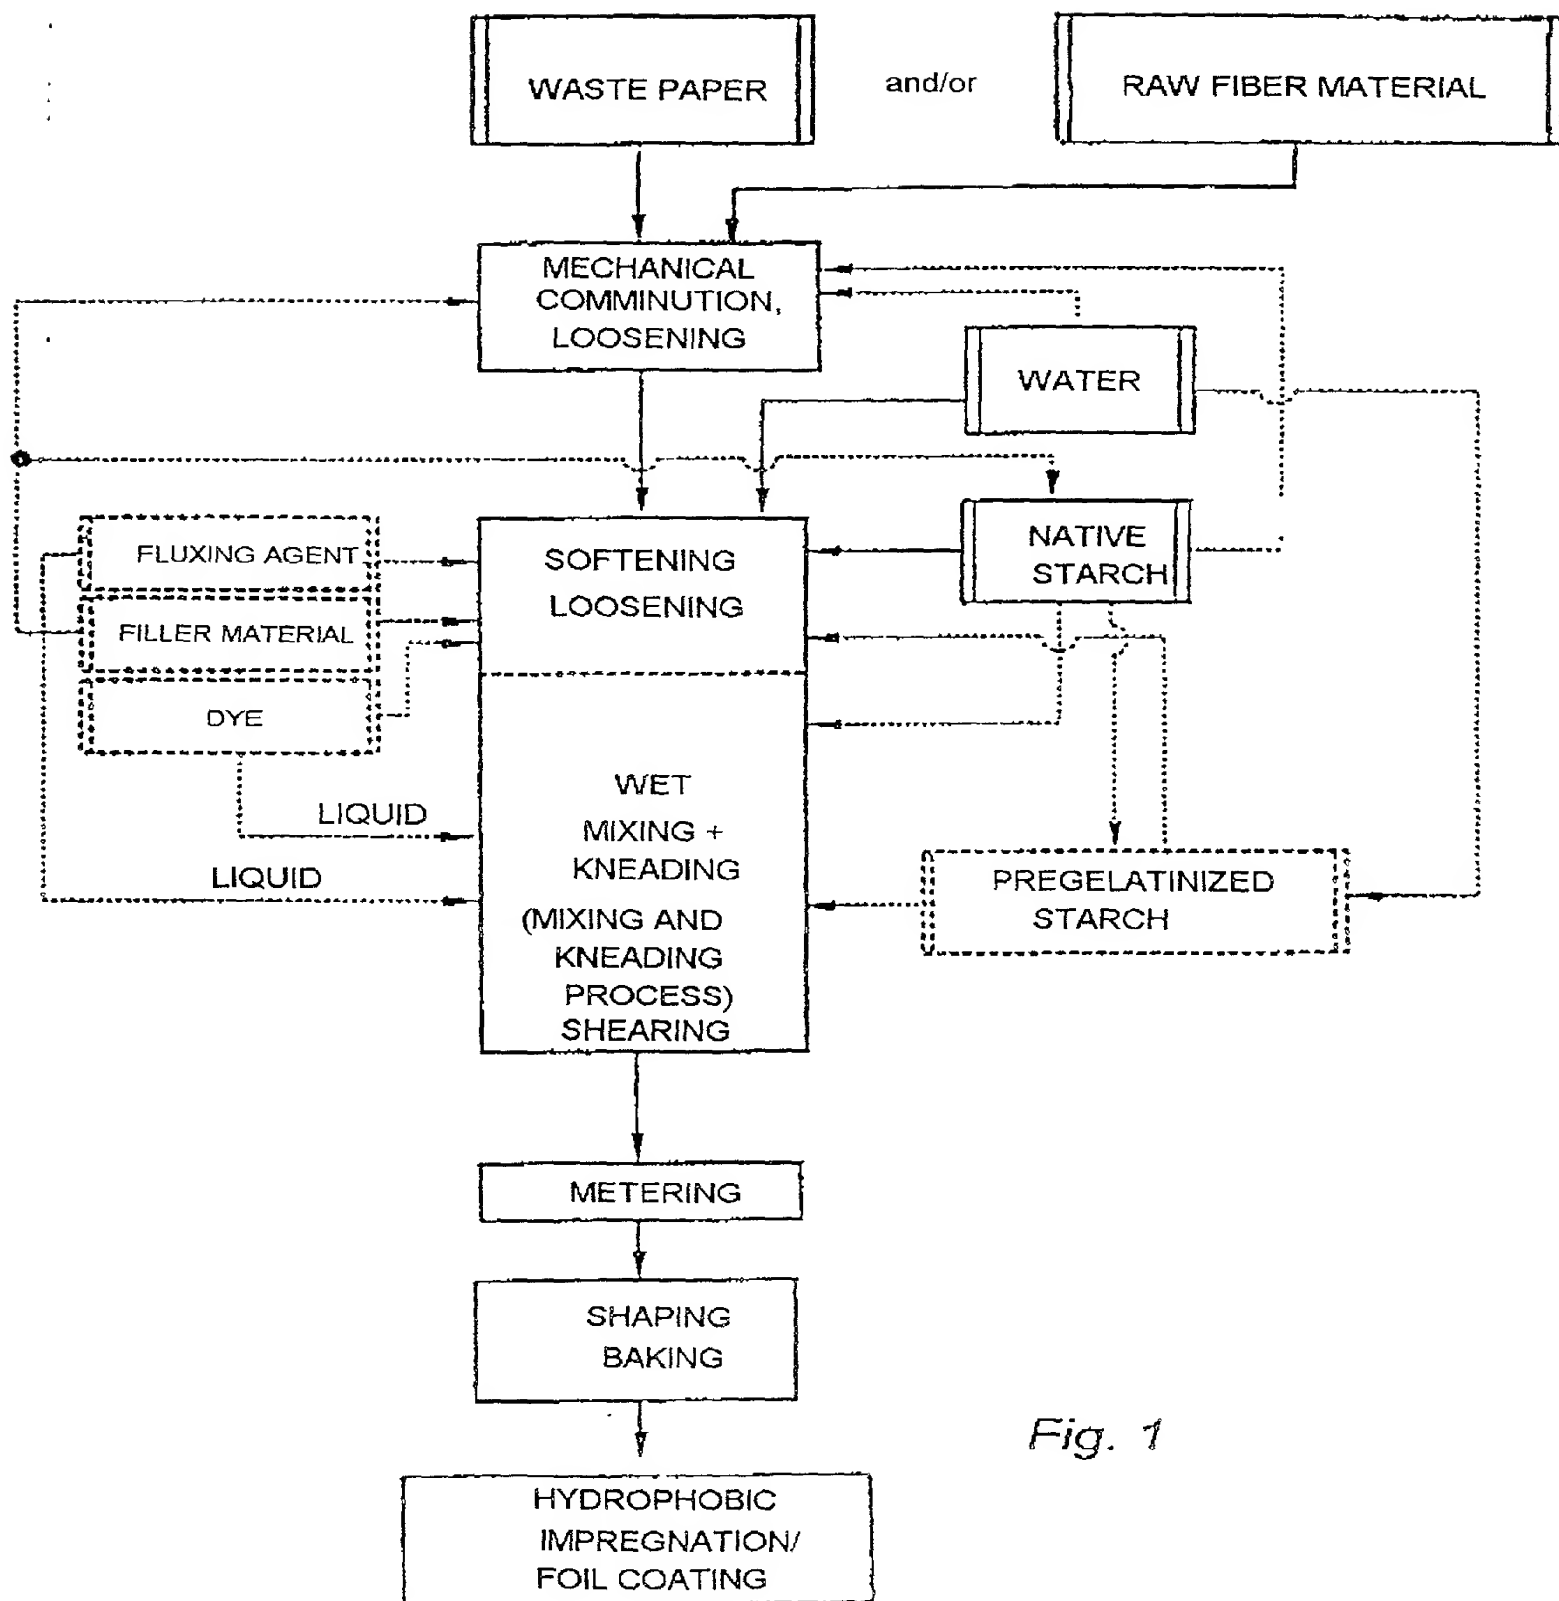 WASTE PAPER
and/or
RAW FIBER MATERIAL
MECHANICAL
COMMINUTION,
LOOSENING
WATER
NATIVE
STARCH
FLUXING AGENT
FILLER MATERIAL
DYE
SOFTENING
LOOSENING
LIQUID
LIQUID
WET
MIXING +
KNEADING
(MIXING AND
KNEADING
PROCESS)
SHEARING
PREGELATINIZED
STARCH
METERING
SHAPING
BAKING
HYDROPHOBIC
IMPREGNATION/
FOIL COATING
Fig. 1